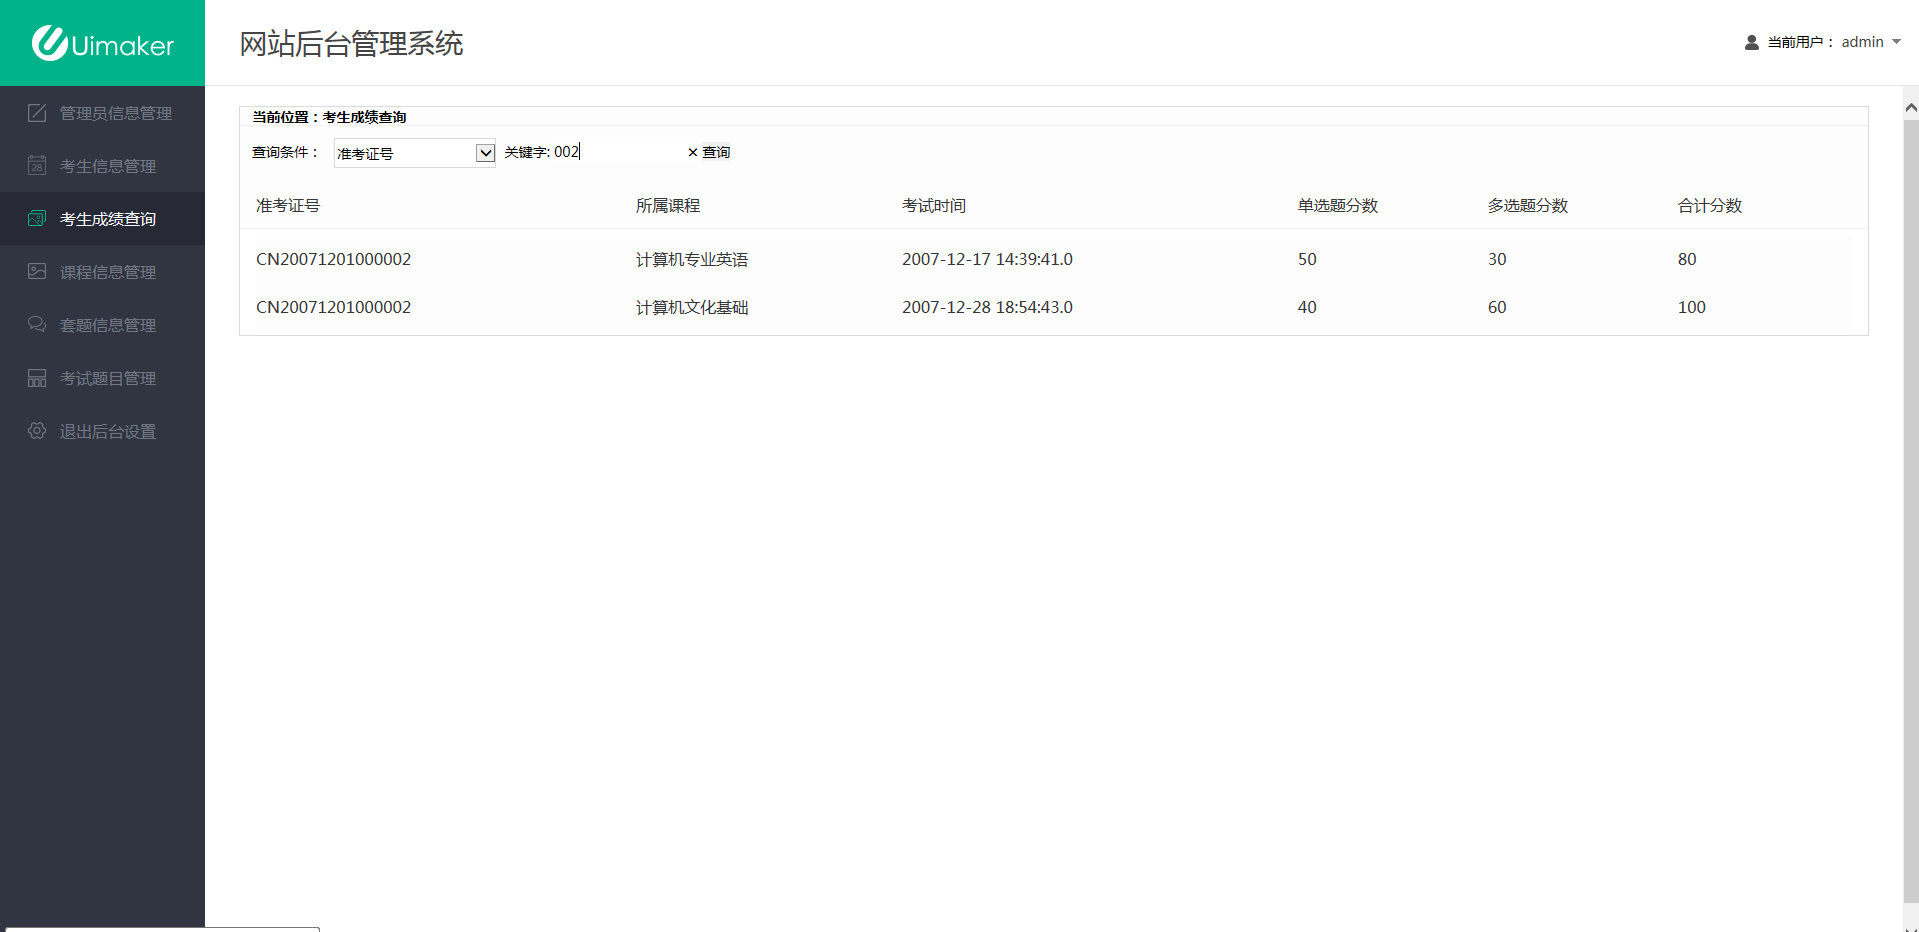 Uimaker
网站后台管理系统
当前用户： admin
管理员信息管理
28
考生信息管理
考生成绩查询
课程信息管理
套题信息管理
考试题目管理
退出后台设置
当前位置：考生成绩查询
查询条件： 准考证号 关键字: 002 × 查询
准考证号 所属课程 考试时间 单选题分数 多选题分数 合计分数
CN20071201000002 计算机专业英语 2007-12-17 14:39:41.0 50 30 80
CN20071201000002 计算机文化基础 2007-12-28 18:54:43.0 40 60 100